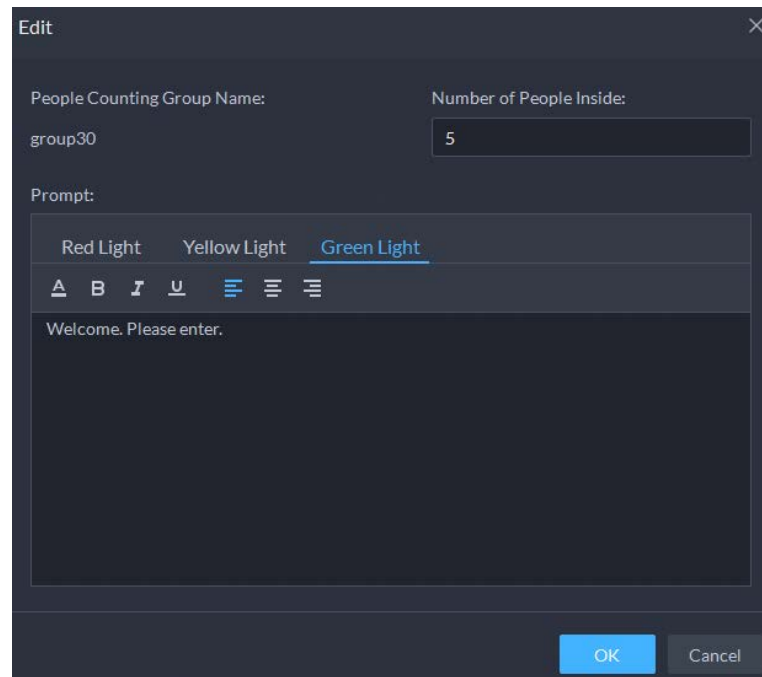 Edit
People Counting Group Name:
Number of People Inside:
group30
5
Prompt:
Red Light Yellow Light Green Light
A B I U
Welcome. Please enter.
OK Cancel